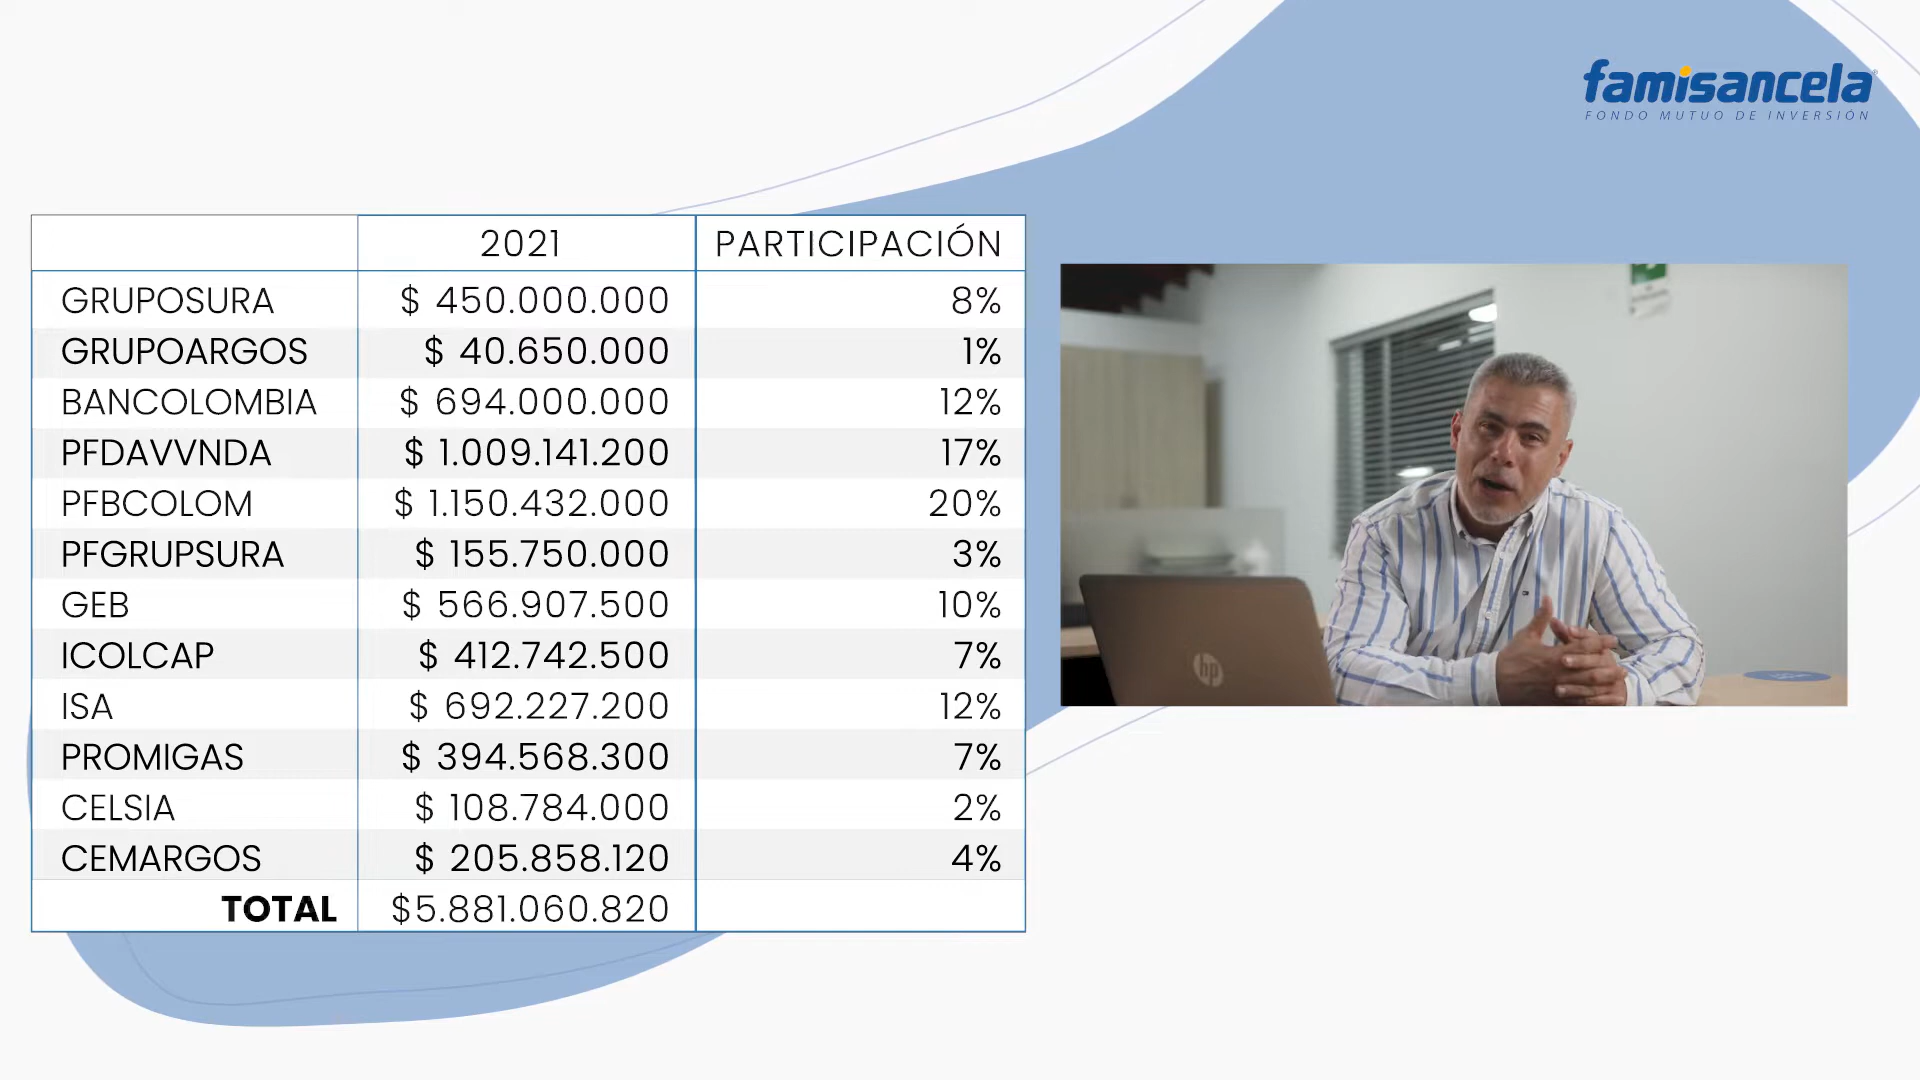 famisancela
FONDO MUTUO DE INVERSIÓN
2021 PARTICIPACIÓN
GRUPOSURA $ 450.000.000 8%
GRUPOARGOS $ 40.650.000 1%
BANCOLOMBIA $ 694.000.000 12%
PFDAVVNDA $ 1.009.141.200 17%
PFBCOLOM $ 1.150.432.000 20%
PFGRUPSURA $ 155.750.000 3%
GEB $ 566.907.500 10%
ICOLCAP $ 412.742.500 7%
ISA $ 692.227.200 12%
PROMIGAS $ 394.568.300 7%
CELSIA $ 108.784.000 2%
CEMARGOS $ 205.858.120 4%
TOTAL $5.881.060.820
hp